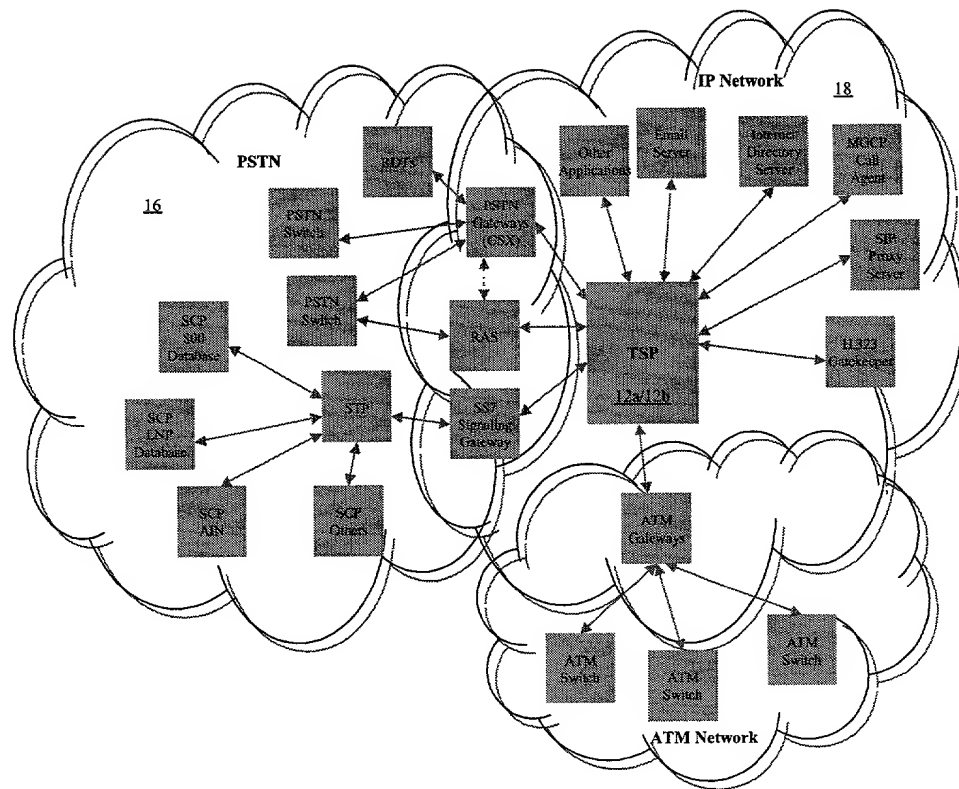 IP Network
18
PSTN
16
RDTs
PSTN
Switch
PSTN
Gateways
(CSX)
Other
Applications
Email
Server
Internet
Directory
Server
MGCP
Call
Agent
SIP
Proxy
Server
PSTN
Switch
RAS
TSP
12a/12b
H.323
Gatekeeper
SCP
800
Database
STP
SS7
Signaling
Gateway
SCP
LNP
Database
SCP
AIN
SCP
Others
ATM
Gateways
ATM
Switch
ATM
Switch
ATM
Switch
ATM Network